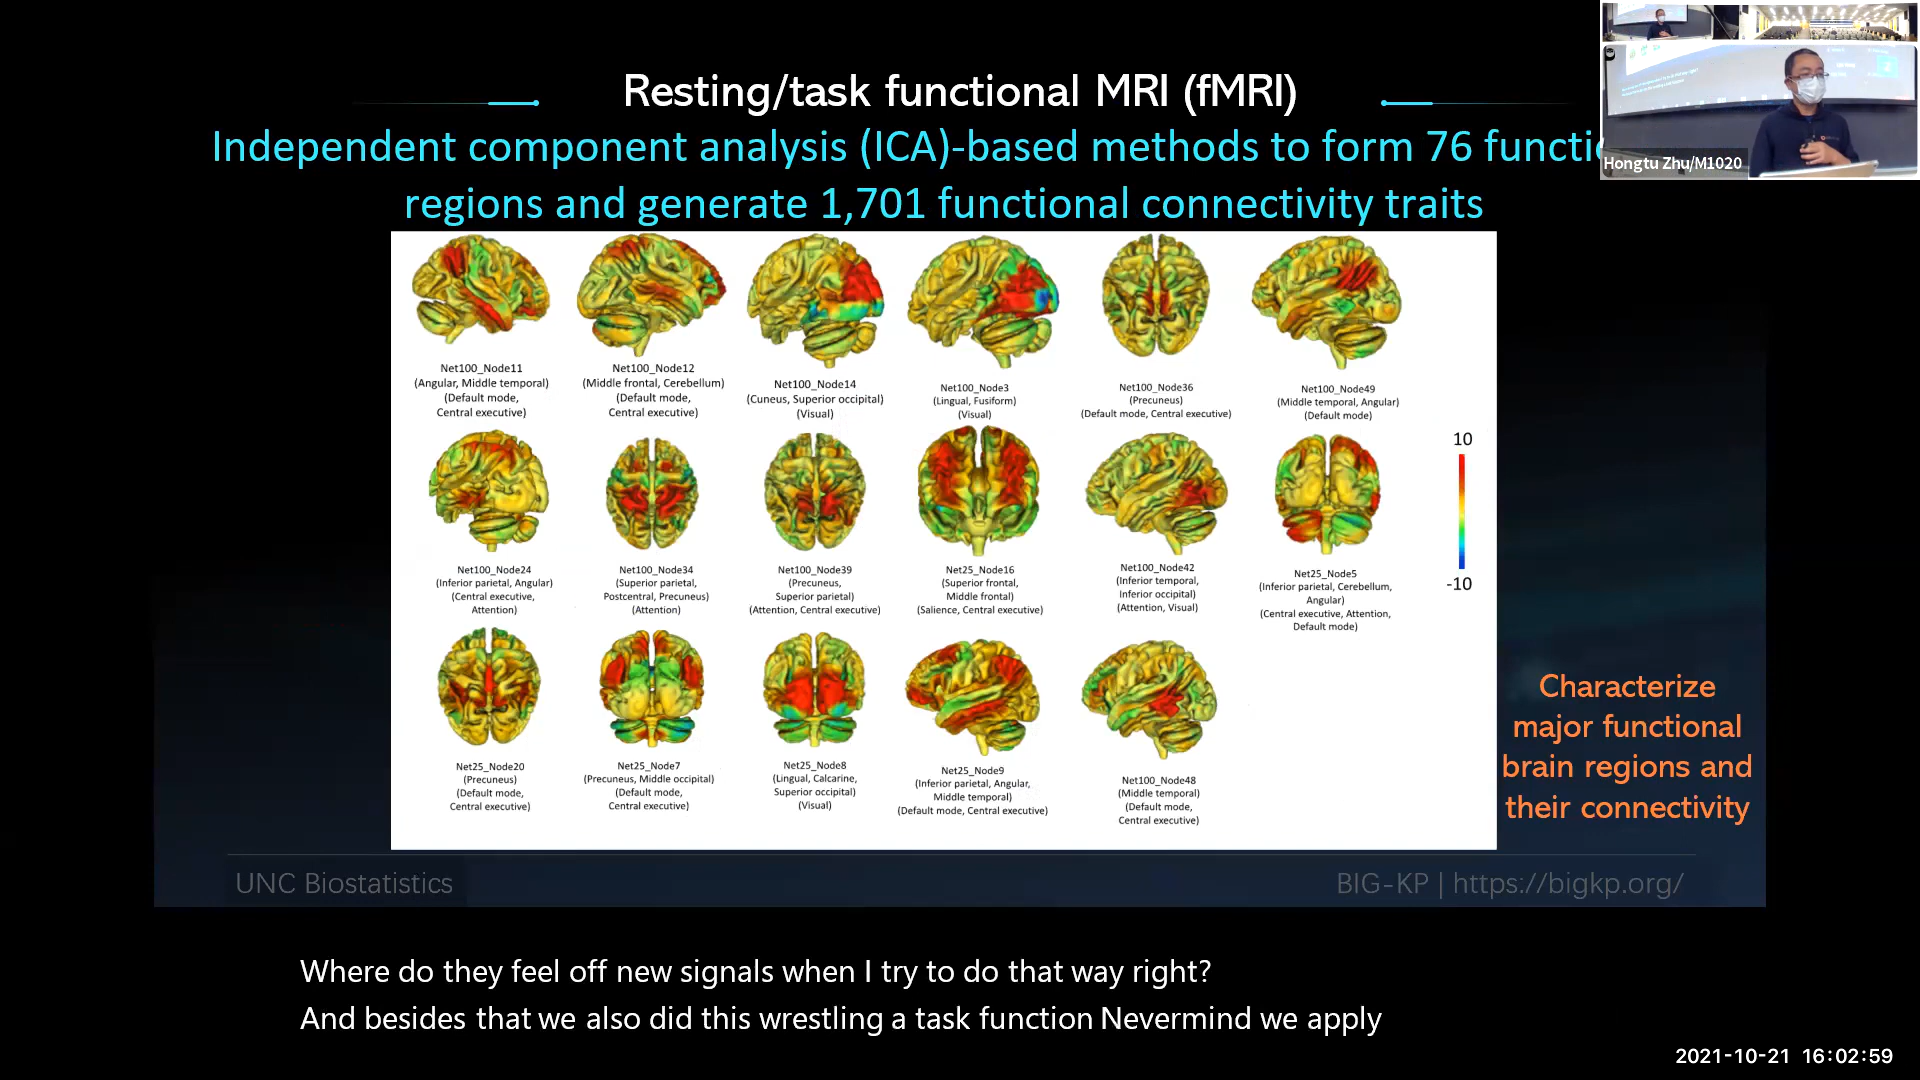 Resting/task functional MRI (fMRI)
Independent component analysis (ICA)-based methods to form 76 functi
regions and generate 1,701 functional connectivity traits
Hongtu Zhu/M1020
Net100_Node11
(Angular, Middle temporal)
(Default mode,
Central executive)
Net100_Node12
(Middle frontal, Cerebellum)
(Default mode,
Central executive)
Net100_Node14
(Cuneus, Superior occipital)
(Visual)
Net100_Node3
(Lingual, Fusiform)
(Visual)
Net100_Node36
(Precuneus)
(Default mode, Central executive)
Net100_Node49
(Middle temporal, Angular)
(Default mode)
10
-10
Net100_Node24
(Inferior parietal, Angular)
(Central executive,
Attention)
Net100_Node34
(Superior parietal,
Postcentral, Precuneus)
(Attention)
Net100_Node39
(Precuneus,
Superior parietal)
(Attention, Central executive)
Net25_Node16
(Superior frontal,
Middle frontal)
(Salience, Central executive)
Net100_Node42
(Inferior temporal,
Inferior occipital)
(Attention, Visual)
Net25_Node5
(Inferior parietal, Cerebellum,
Angular)
(Central executive, Attention,
Default mode)
Net25_Node20
(Precuneus)
(Default mode,
Central executive)
Net25_Node7
(Precuneus, Middle occipital)
(Default mode,
Central executive)
Net25_Node8
(Lingual, Calcarine,
Superior occipital)
(Visual)
Net25_Node9
(Inferior parietal, Angular,
Middle temporal)
(Default mode, Central executive)
Net100_Node48
(Middle temporal)
(Default mode,
Central executive)
Characterize
major functional
brain regions and
their connectivity
UNC Biostatistics
BIG-KP | https://bigkp.org/
Where do they feel off new signals when I try to do that way right?
And besides that we also did this wrestling a task function Nevermind we apply
2021-10-21 16:02:59